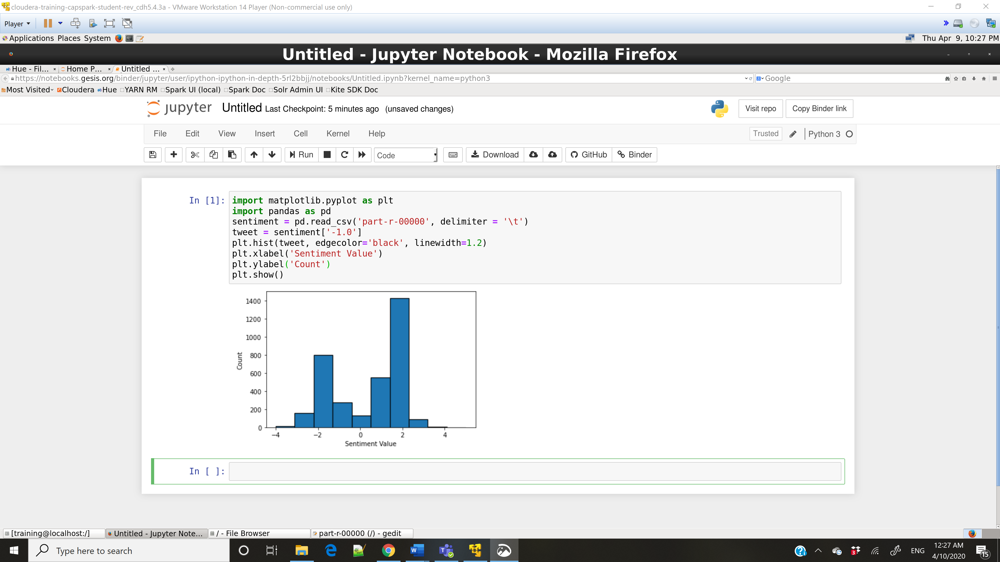 cloudera-training-capspark-student-rev_cdh5.4.3a - VMware Workstation 14 Player (Non-commercial use only)
Player
Applications Places System
Thu Apr 9, 10:27 PM
Untitled - Jupyter Notebook - Mozilla Firefox
Hue - Fil... Home P... Untitled ...
https://notebooks.gesis.org/binder/jupyter/user/ipython-ipython-in-depth-5rl2bbjj/notebooks/Untitled.ipynb?kernel_name=python3
Google
Most Visited Cloudera Hue YARN RM Spark UI (local) Spark Doc Solr Admin UI Kite SDK Doc
jupyter Untitled Last Checkpoint: 5 minutes ago (unsaved changes)
Visit repo Copy Binder link
File Edit View Insert Cell Kernel Help
Trusted Python 3
Run Code Download GitHub Binder
In [1]:
import matplotlib.pyplot as plt
import pandas as pd
sentiment = pd.read_csv('part-r-00000', delimiter = '\t')
tweet = sentiment['-1.0']
plt.hist(tweet, edgecolor='black', linewidth=1.2)
plt.xlabel('Sentiment Value')
plt.ylabel('Count')
plt.show()
1400
1200
1000
800
600
400
200
0
Count
−4 −2 0 2 4
Sentiment Value
In [ ]:
[training@localhost:/] Untitled - Jupyter Note... / - File Browser part-r-00000 (/) - gedit
Type here to search
W
T
3
ENG
12:27 AM
4/10/2020
15